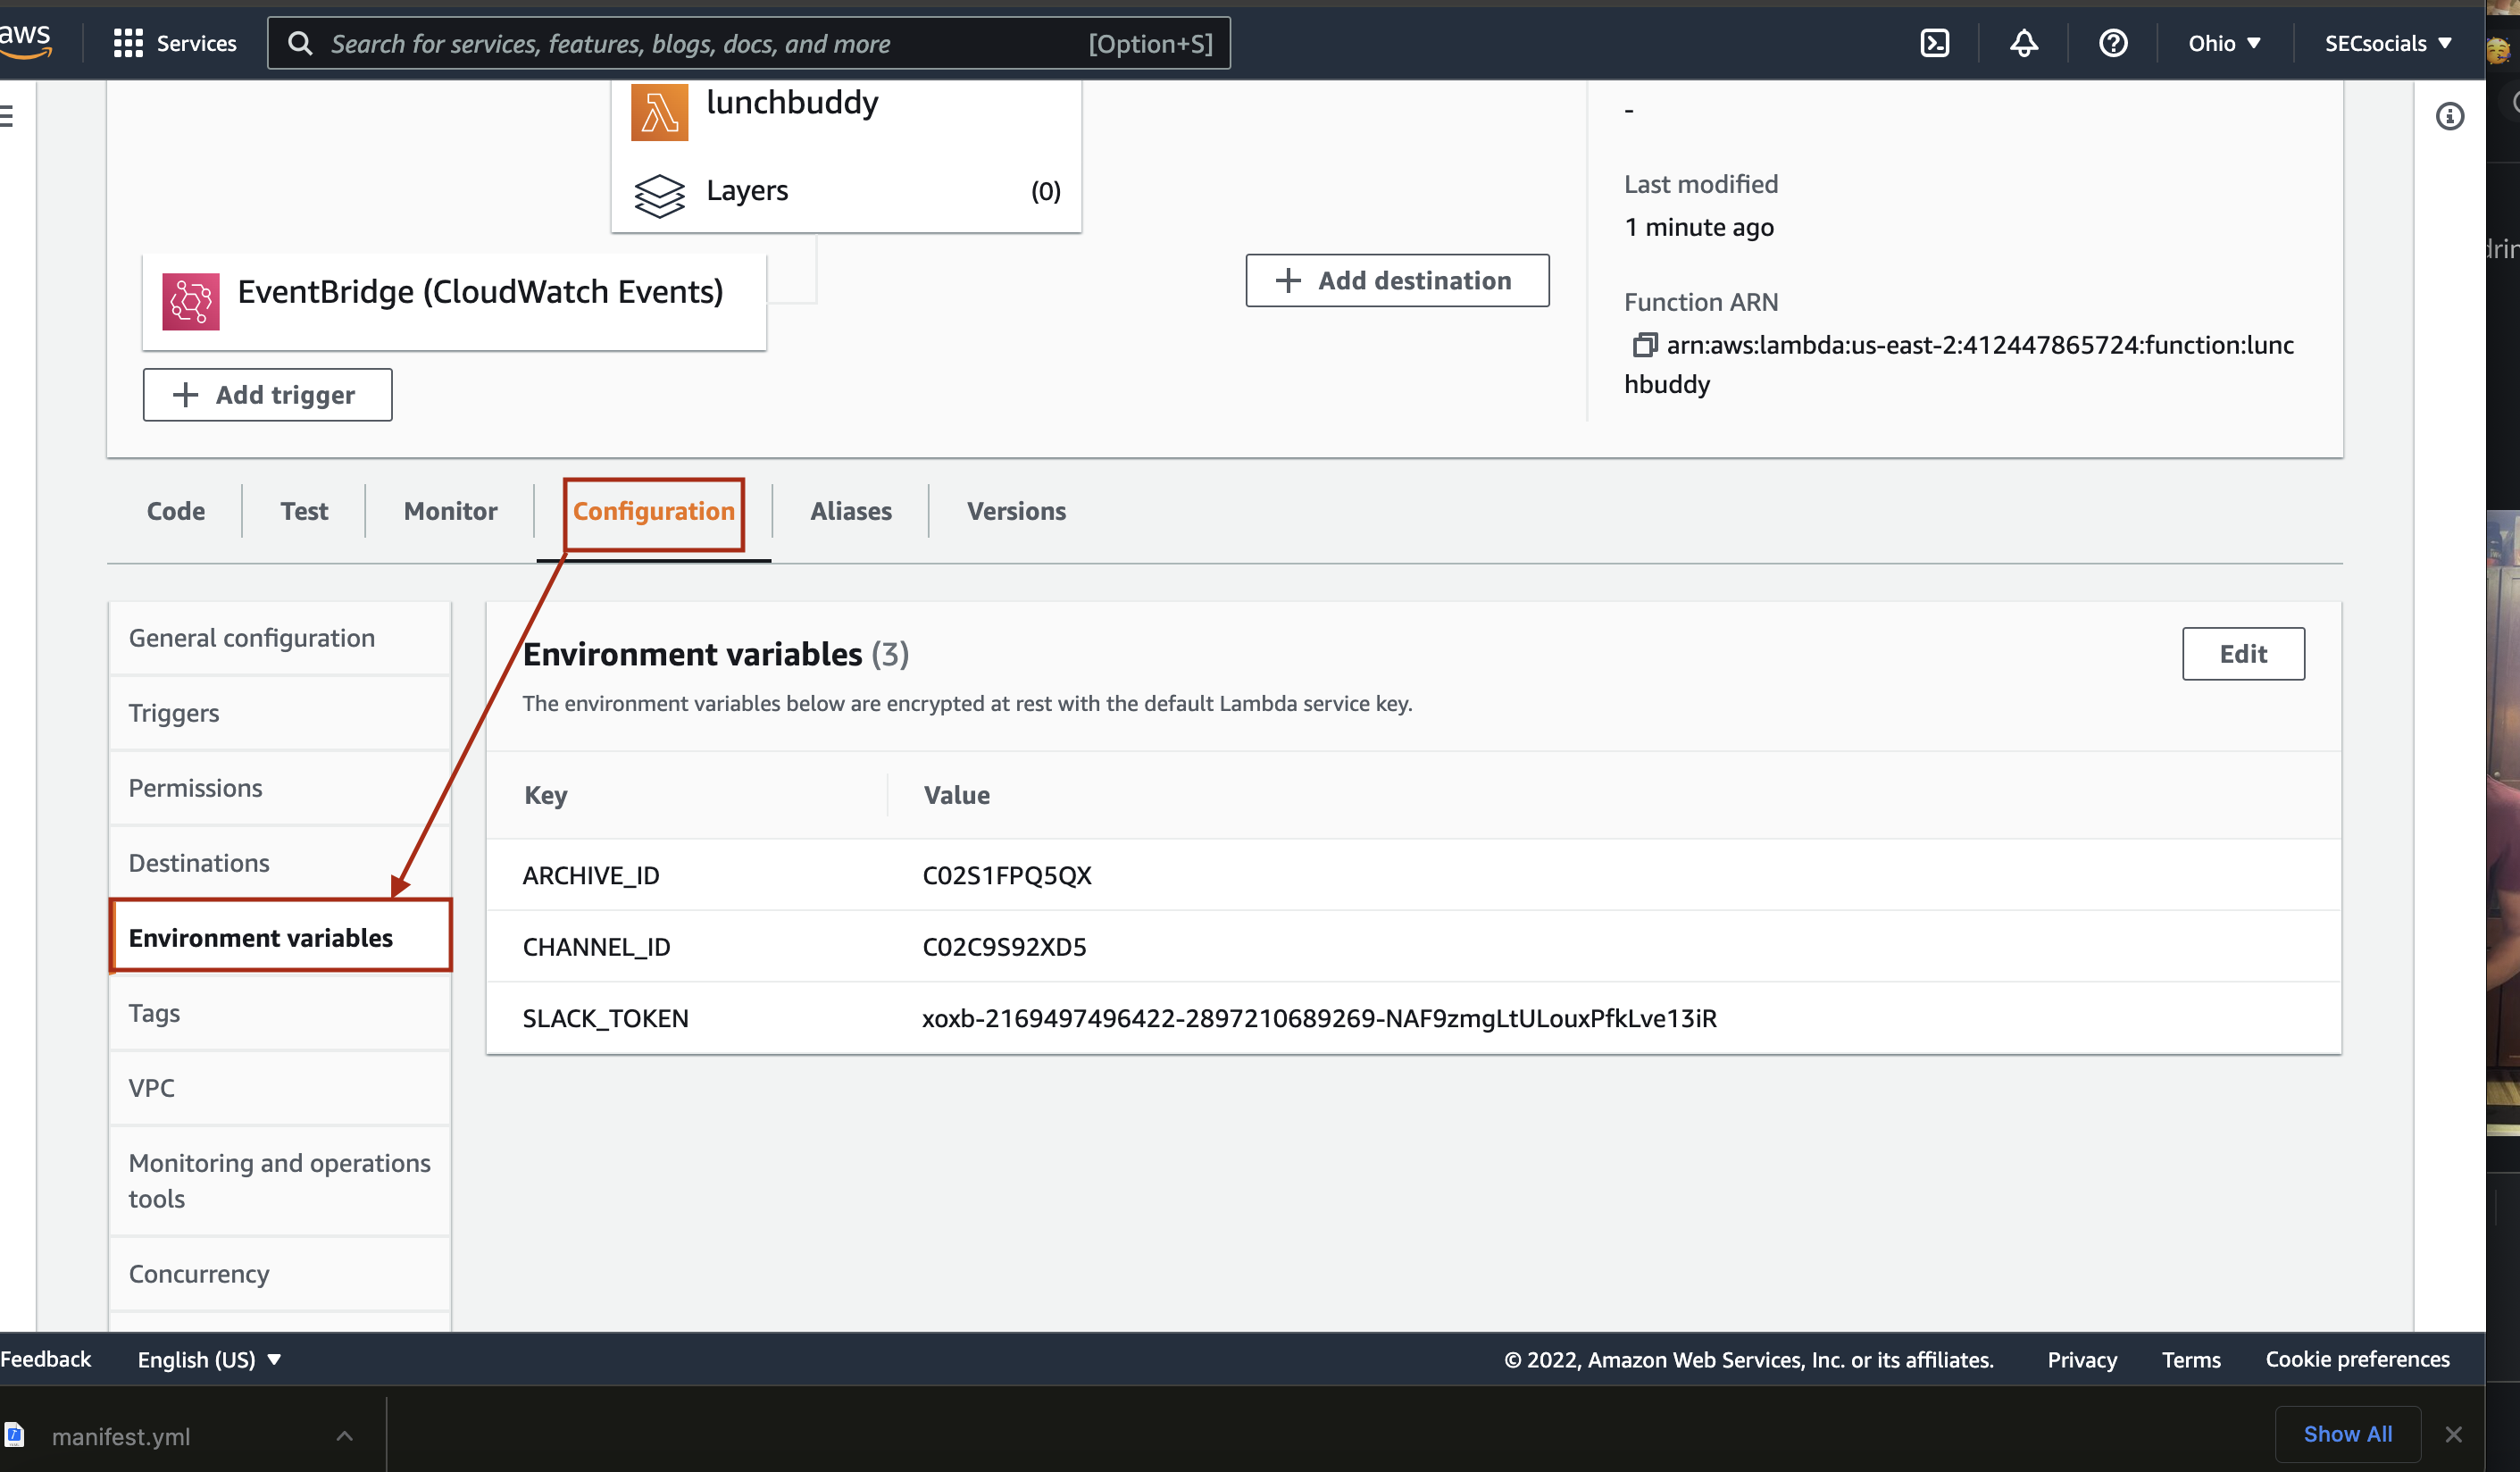 aws
Services
Search for services, features, blogs, docs, and more
[Option+S]
Ohio
SECsocials
lunchbuddy
Layers
(0)
EventBridge (CloudWatch Events)
Add trigger
Add destination
-
Last modified
1 minute ago
Function ARN
arn:aws:lambda:us-east-2:412447865724:function:lunc
hbuddy
Code
Test
Monitor
Configuration
Aliases
Versions
General configuration
Triggers
Permissions
Destinations
Environment variables
Tags
VPC
Monitoring and operations
tools
Concurrency
Environment variables (3)
Edit
The environment variables below are encrypted at rest with the default Lambda service key.
Key
Value
ARCHIVE_ID
C02S1FPQ5QX
CHANNEL_ID
C02C9S92XD5
SLACK_TOKEN
xoxb-2169497496422-2897210689269-NAF9zmgLtULouxPfkLve13iR
Feedback
English (US)
© 2022, Amazon Web Services, Inc. or its affiliates.
Privacy
Terms
Cookie preferences
manifest.yml
Show All